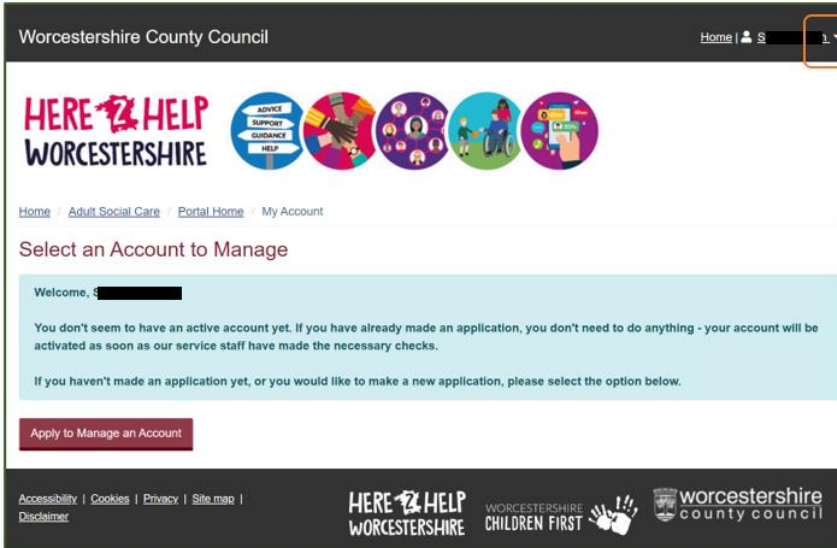 Worcestershire County Council
Home | S
HERE 2 HELP
WORCESTERSHIRE
ADVICE
SUPPORT
GUIDANCE
HELP
Home / Adult Social Care / Portal Home / My Account
Select an Account to Manage
Welcome, S
You don't seem to have an active account yet. If you have already made an application, you don't need to do anything - your account will be
activated as soon as our service staff have made the necessary checks.
If you haven't made an application yet, or you would like to make a new application, please select the option below.
Apply to Manage an Account
Accessibility | Cookies | Privacy | Site map |
Disclaimer
HERE 2 HELP
WORCESTERSHIRE
WORCESTERSHIRE
CHILDREN FIRST
worcestershire
county council